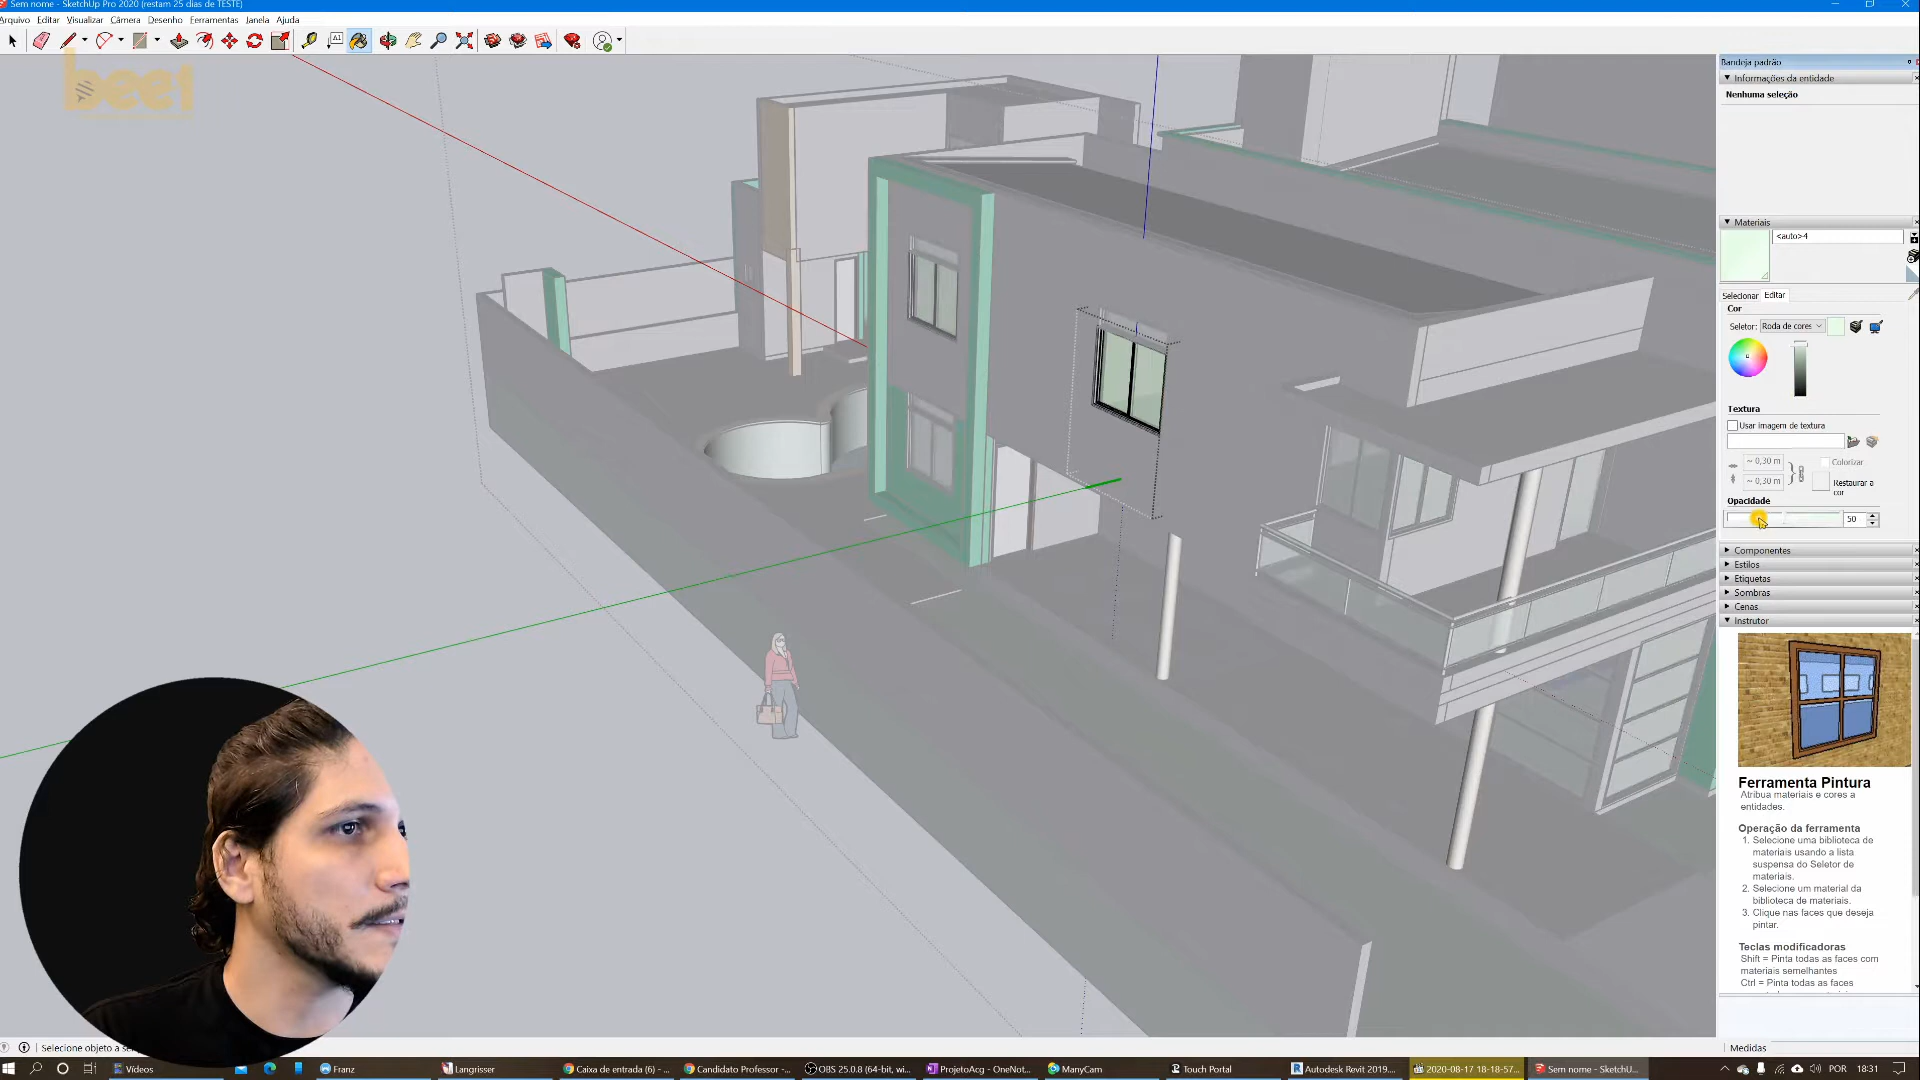 Sem nome - SketchUp Pro 2020 (restam 25 dias de TESTE)
Arquivo Editar Visualizar Câmera Desenho Ferramentas Janela Ajuda
bee1
Bandeja padrão
Informações da entidade
Nenhuma seleção
Materiais
<auto>4
Selecionar Editar
Cor
Seletor: Roda de cores
Textura
Usar imagem de textura
~ 0,30 m Colorizar
~ 0,30 m Restaurar a cor
Opacidade
50
Componentes
Estilos
Etiquetas
Sombras
Cenas
Instrutor
Ferramenta Pintura
Atribua materiais e cores a
entidades.
Operação da ferramenta
1. Selecione uma biblioteca de
materiais usando a lista
suspensa do Seletor de
materiais.
2. Selecione um material da
biblioteca de materiais.
3. Clique nas faces que deseja
pintar.
Teclas modificadoras
Shift = Pinta todas as faces com
materiais semelhantes
Ctrl = Pinta todas as faces
Selecione objeto a
Medidas
Vídeos Franz Langrisser Caixa de entrada (6) - ... Candidato Professor -... OBS 25.0.8 (64-bit, wi... ProjetoAcg - OneNot... ManyCam Touch Portal Autodesk Revit 2019... 2020-08-17 18-18-57... Sem nome - SketchU... POR 18:31